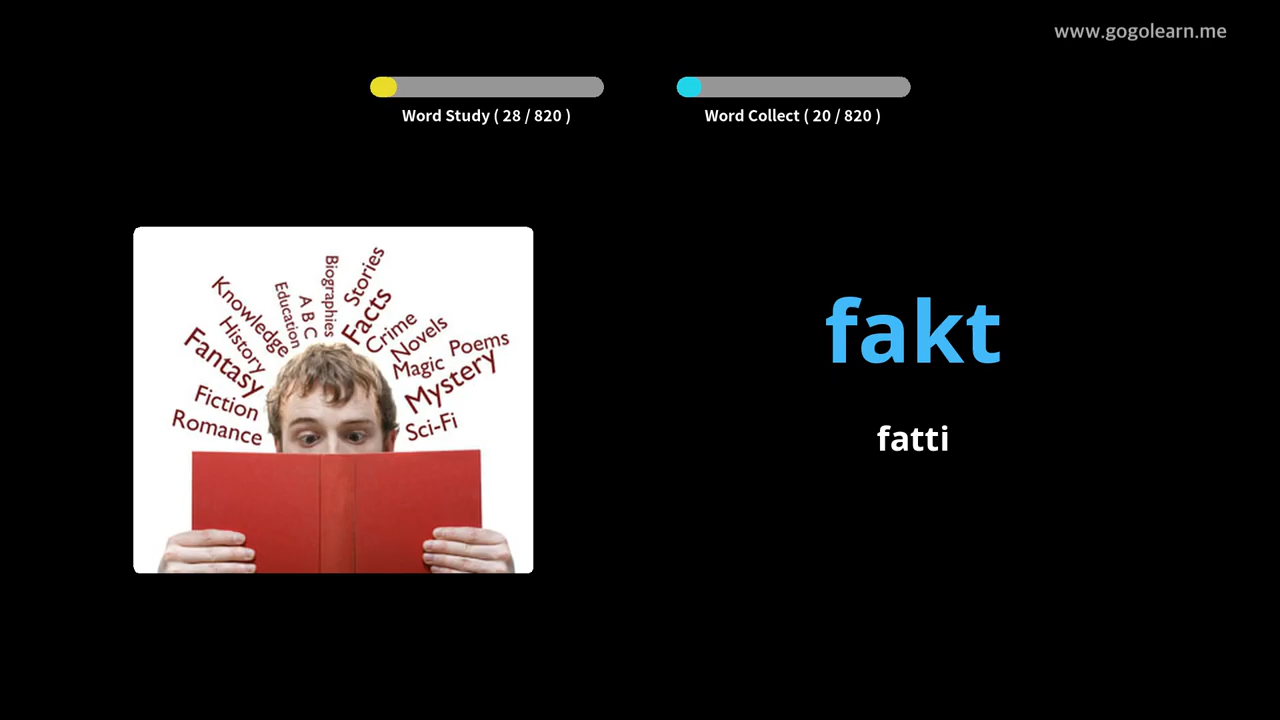 www.gogolearn.me
Word Study ( 28 / 820 )
Word Collect ( 20 / 820 )
Stories
Biographies
Facts
Education
A B C
Knowledge
Crime
History
Novels
Poems
Fantasy
Magic
Mystery
Fiction
Romance
Sci-Fi
fakt
fatti